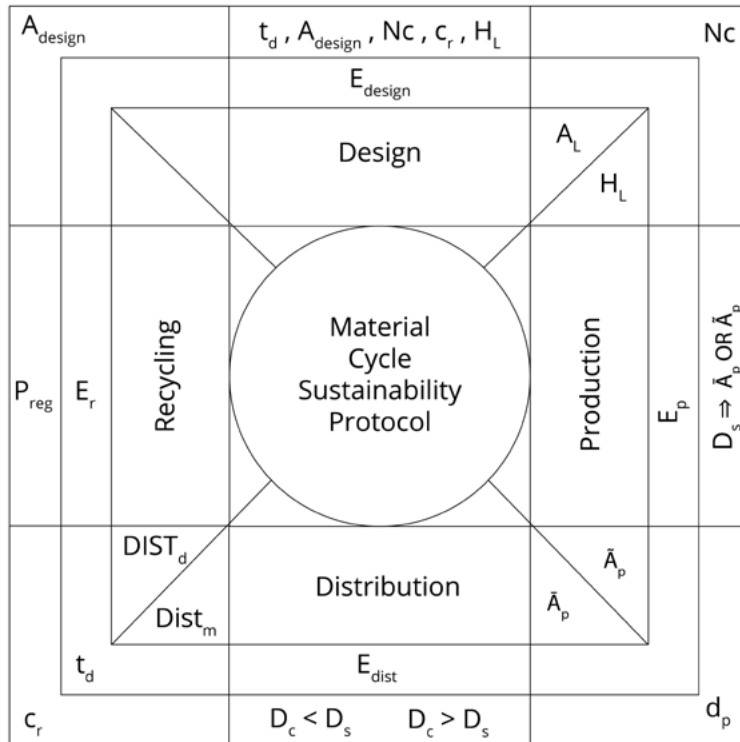 A_design
t_d , A_design , Nc , c_r , H_L
Nc
E_design
Design
A_L
H_L
P_reg
E_r
Recycling
Material
Cycle
Sustainability
Protocol
Production
E_p
D_s ⇒ Ā_p OR Ã_p
DIST_d
Dist_m
Distribution
Ā_p
Ã_p
t_d
E_dist
c_r
D_c < D_s
D_c > D_s
d_p